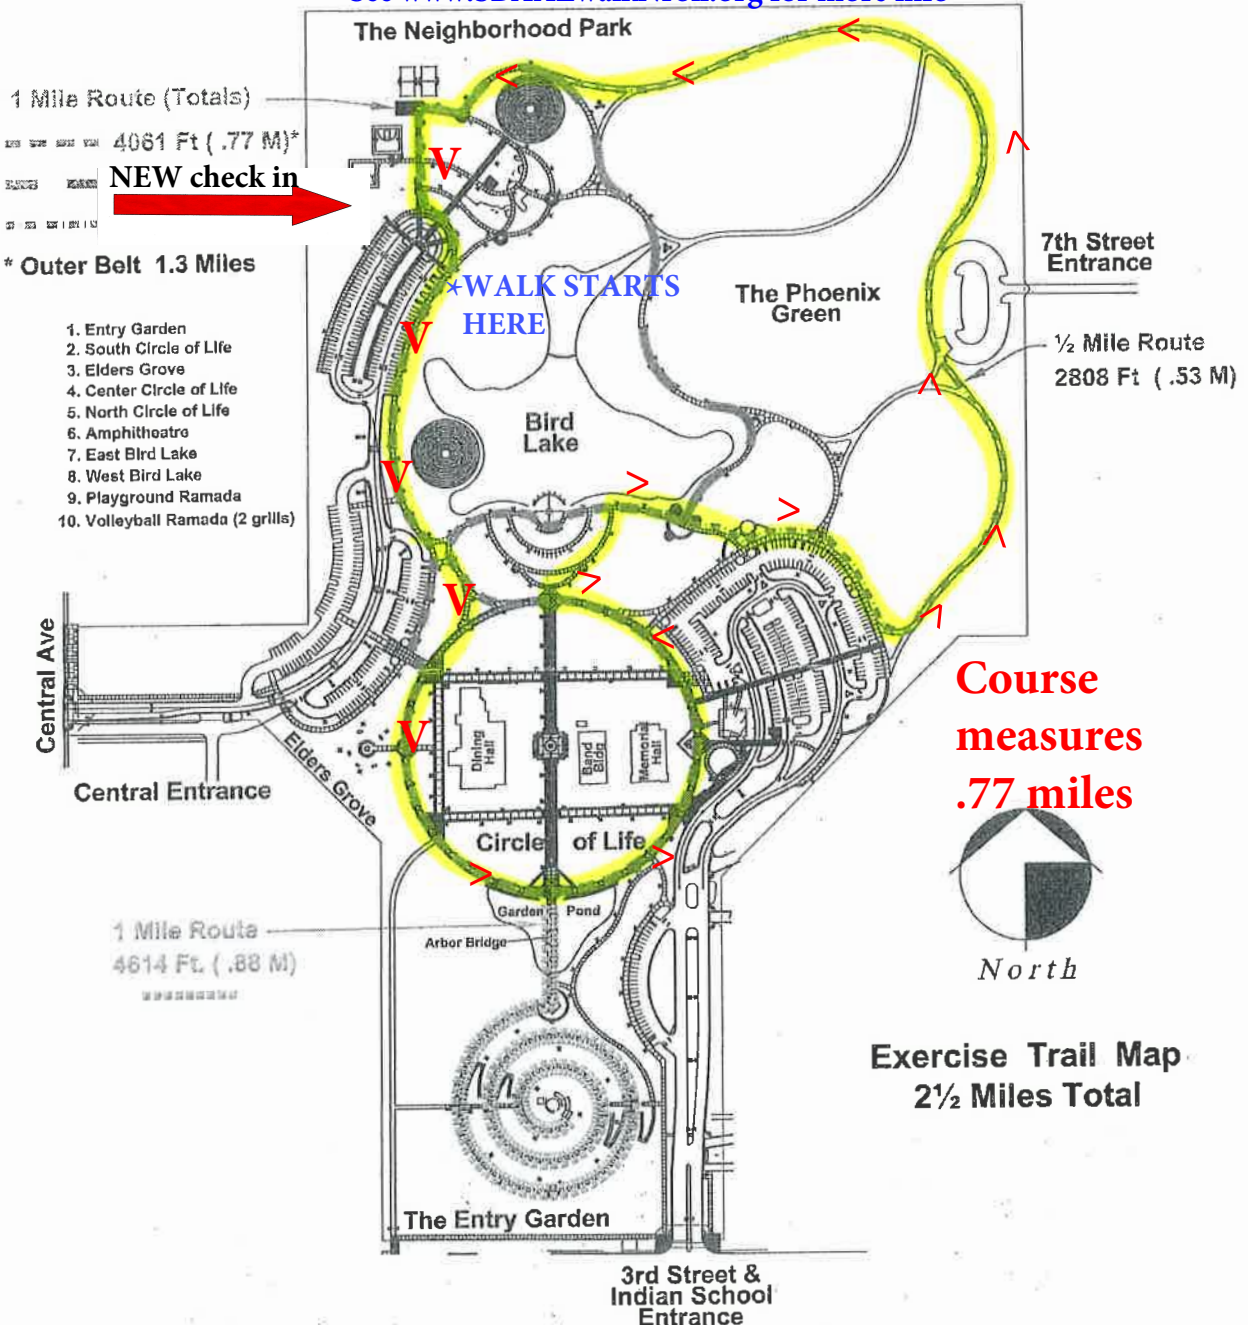 The Neighborhood Park
1 Mile Route (Totals)
4061 Ft ( .77 M)*
NEW check in
* Outer Belt 1.3 Miles
1. Entry Garden
2. South Circle of Life
3. Elders Grove
4. Center Circle of Life
5. North Circle of Life
6. Amphitheatre
7. East Bird Lake
8. West Bird Lake
9. Playground Ramada
10. Volleyball Ramada (2 grills)
*WALK STARTS
HERE
7th Street
Entrance
The Phoenix
Green
½ Mile Route
2808 Ft ( .53 M)
Bird
Lake
V
V
V
V
V
Central Ave
Central Entrance
Elders Grove
Dining
Hall
Band
Bldg
Memorial
Hall
Circle of Life
Course
measures
.77 miles
Garden Pond
Arbor Bridge
1 Mile Route
4614 Ft. ( .88 M)
North
Exercise Trail Map
2½ Miles Total
The Entry Garden
3rd Street &
Indian School
Entrance